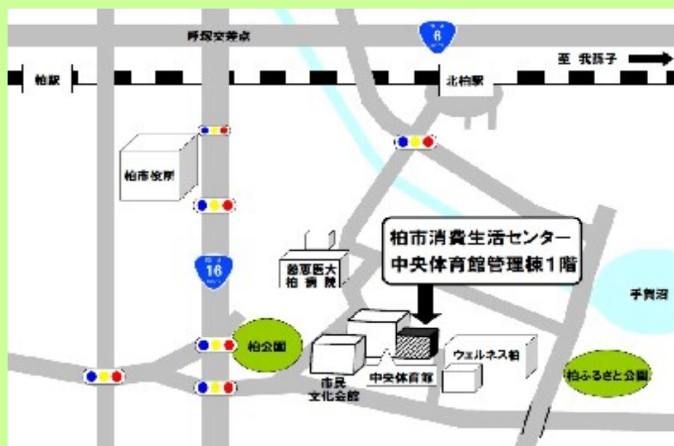 呼塚交差点
6
至 我孫子
柏駅
北柏駅
柏市役所
16
柏市消費生活センター
中央体育館管理棟1階
慈恵医大
柏病院
手賀沼
柏公園
ウェルネス柏
市民
文化会館
中央体育館
柏ふるさと公園